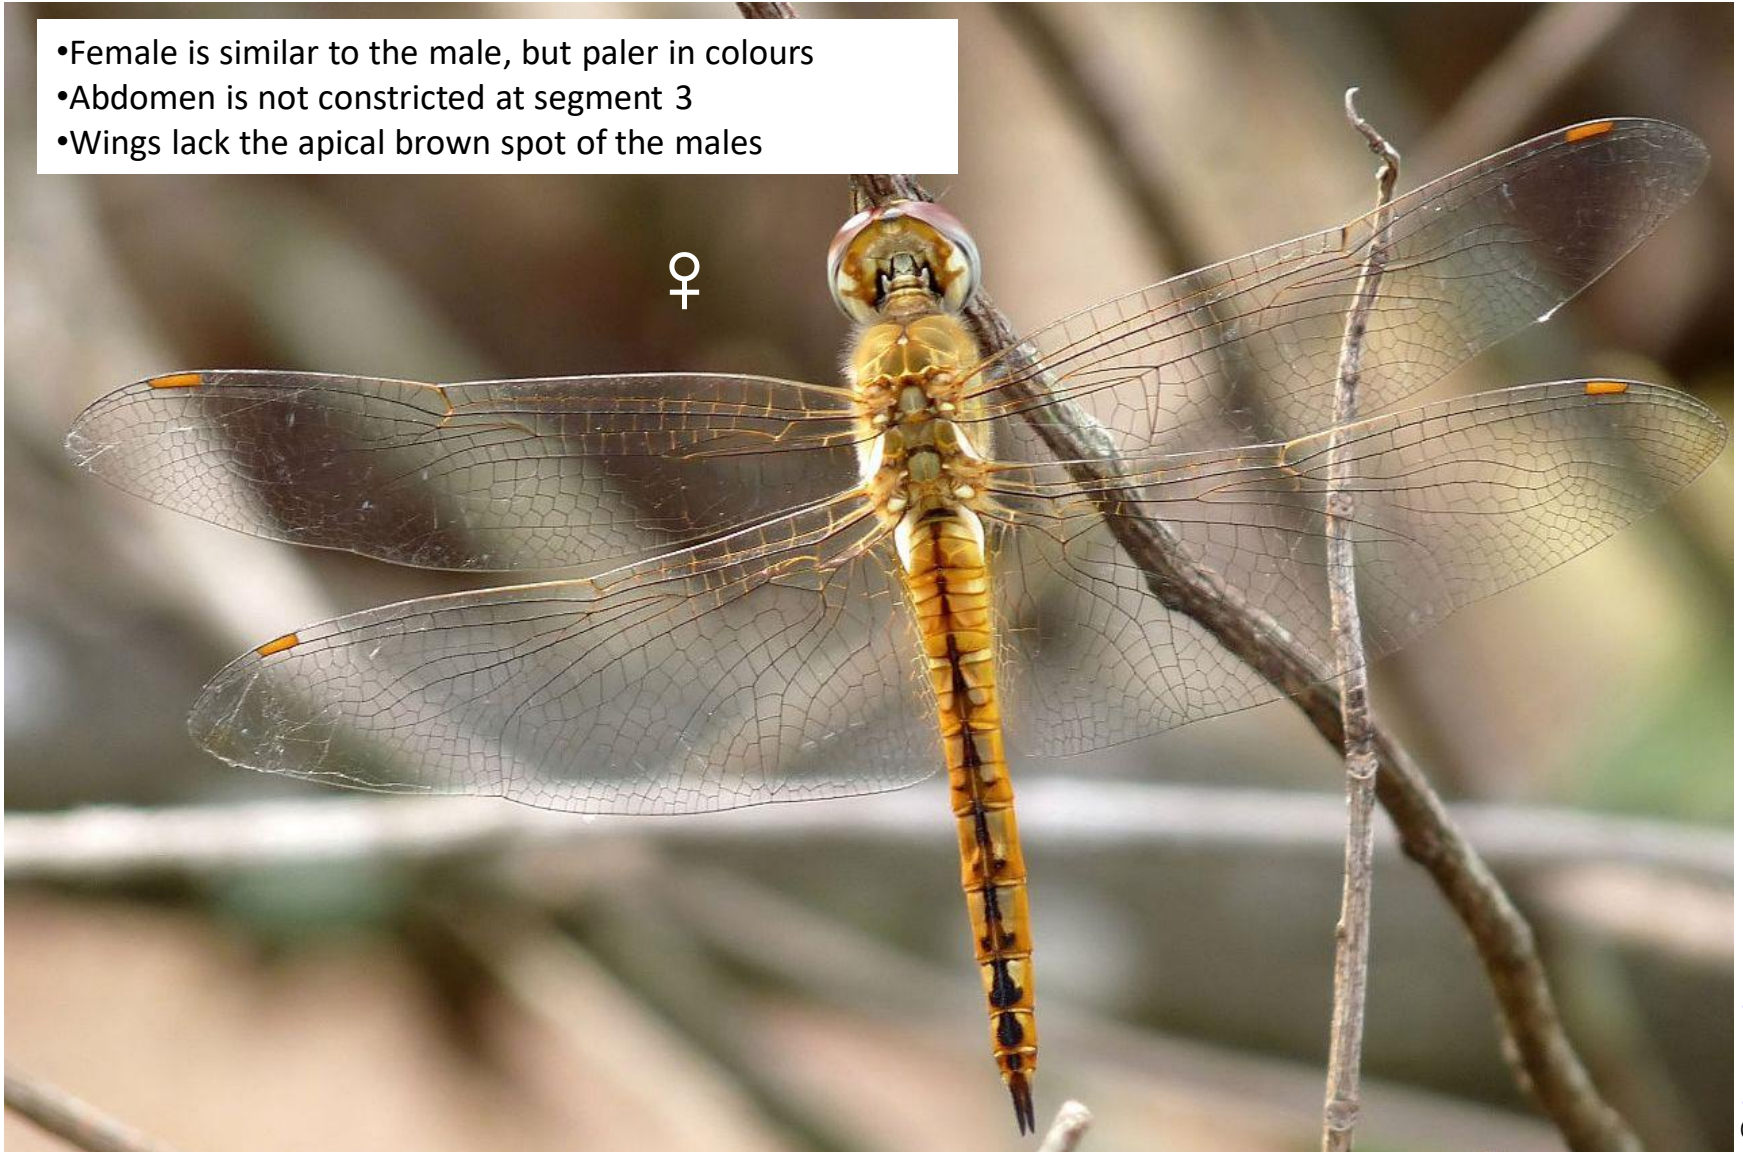 •Female is similar to the male, but paler in colours
•Abdomen is not constricted at segment 3
•Wings lack the apical brown spot of the males
♀